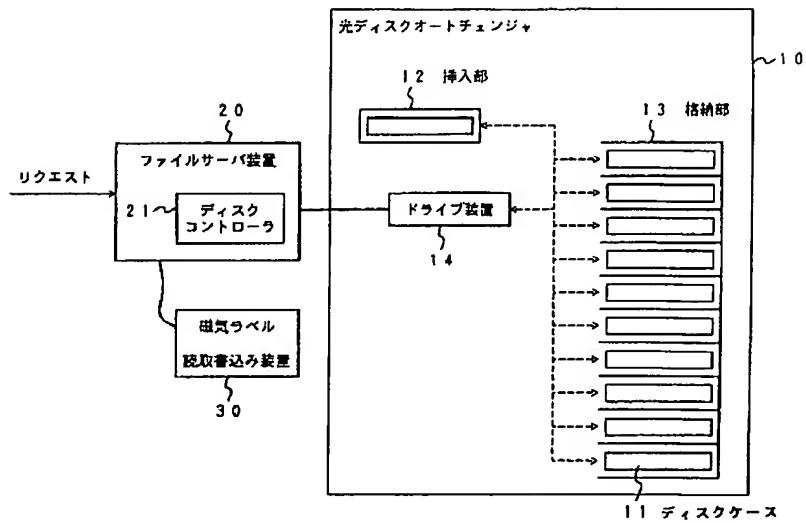 光ディスクオートチェンジャ
10
12 挿入部
13 格納部
20
ファイルサーバ装置
リクエスト
21
ディスク
コントローラ
ドライブ装置
14
磁気ラベル
読取書込み装置
30
11 ディスクケース